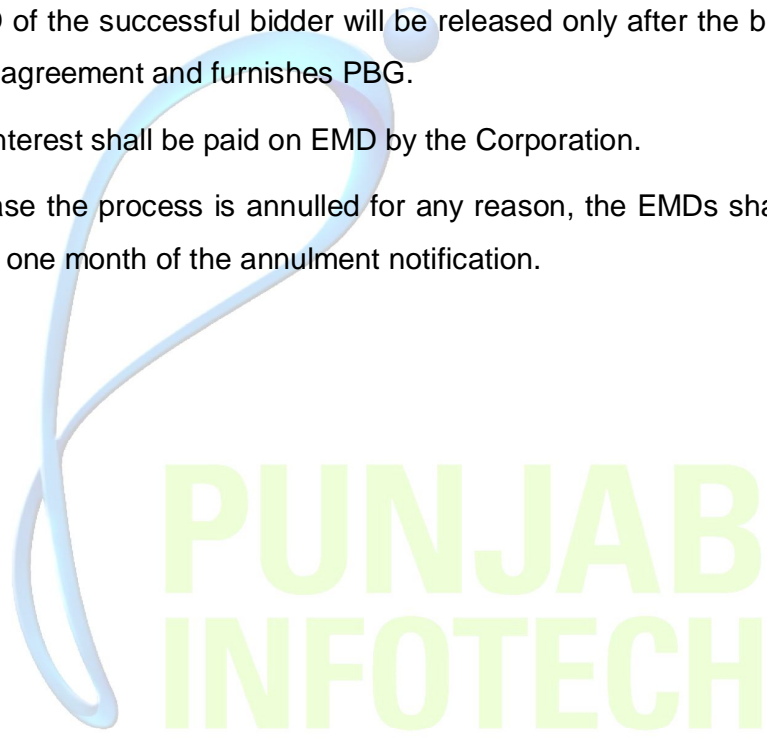 of the successful bidder will be released only after the
agreement and furnishes PBG.
nterest shall be paid on EMD by the Corporation.
ase the process is annulled for any reason, the EMDs sha
one month of the annulment notification.
PUNJAB
INFOTECH